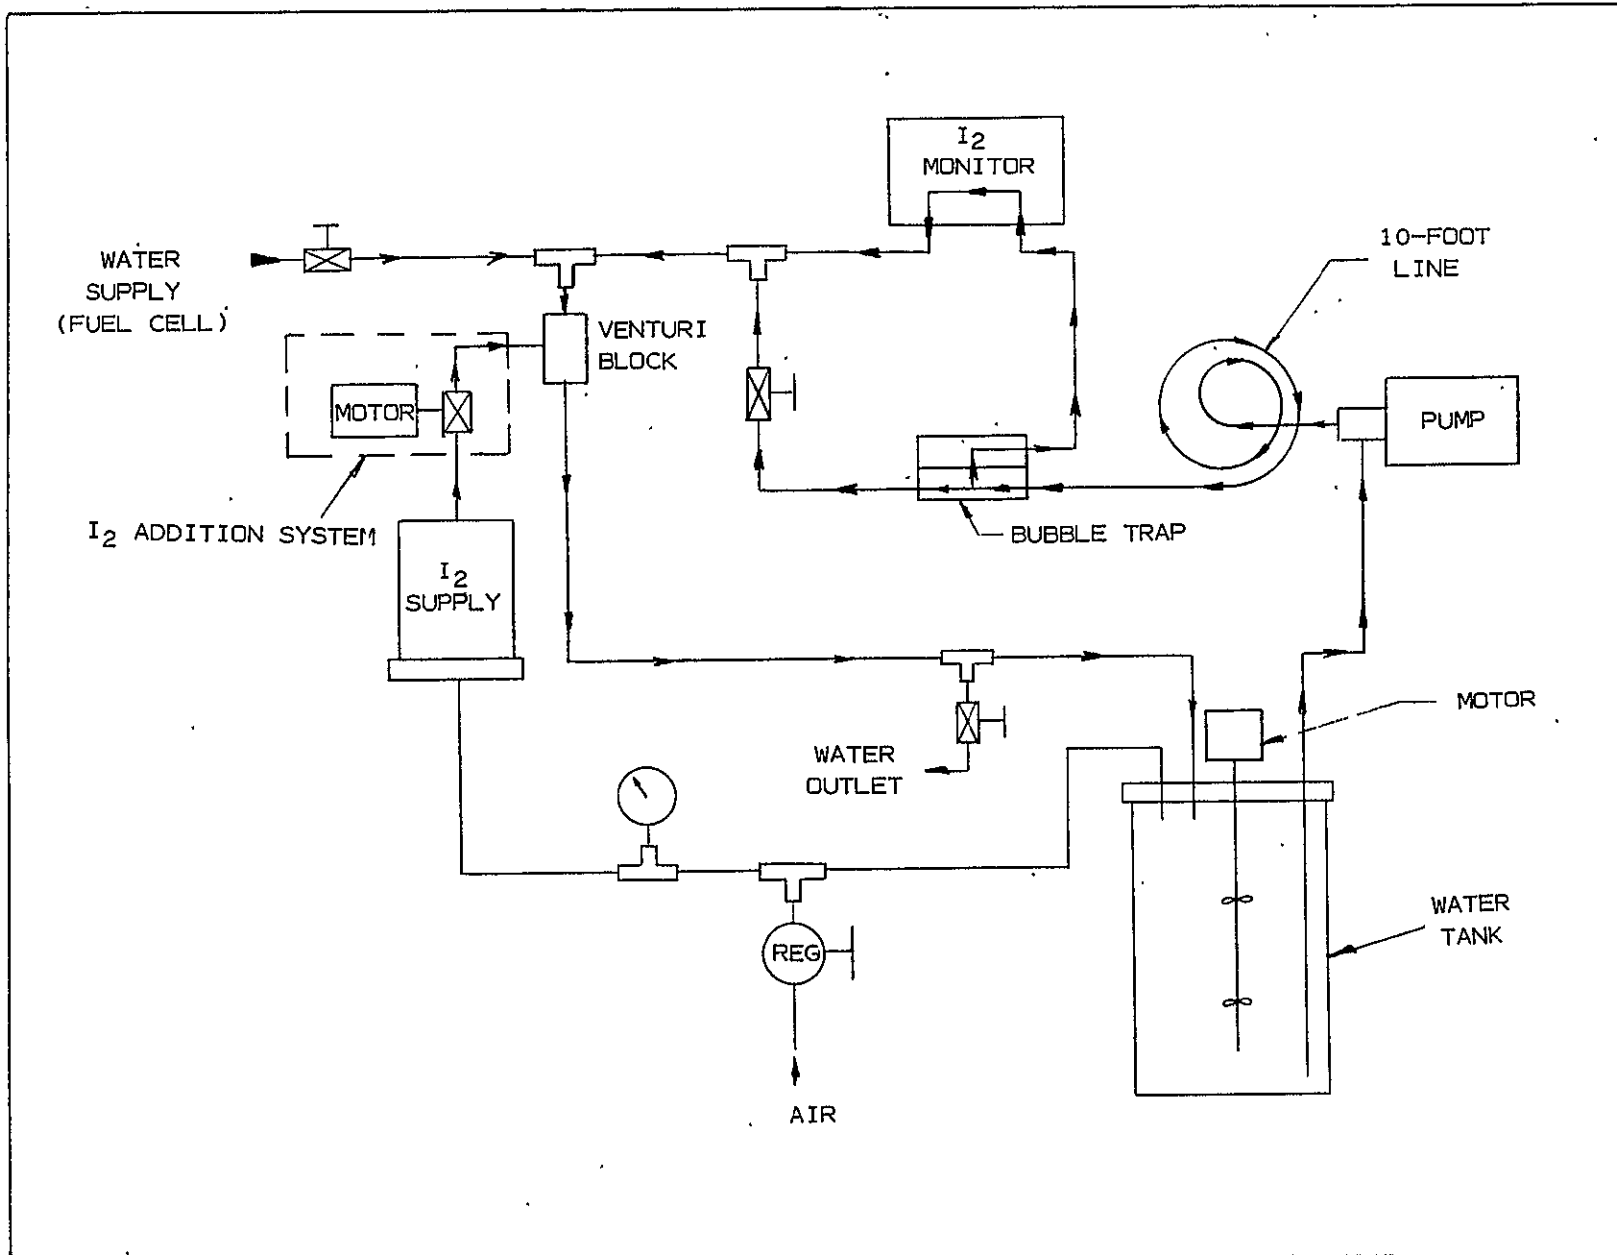 I2
MONITOR
10-FOOT
LINE
WATER
SUPPLY
(FUEL CELL)
VENTURI
BLOCK
MOTOR
PUMP
I2 ADDITION SYSTEM
BUBBLE TRAP
I2
SUPPLY
MOTOR
WATER
OUTLET
WATER
TANK
REG
AIR